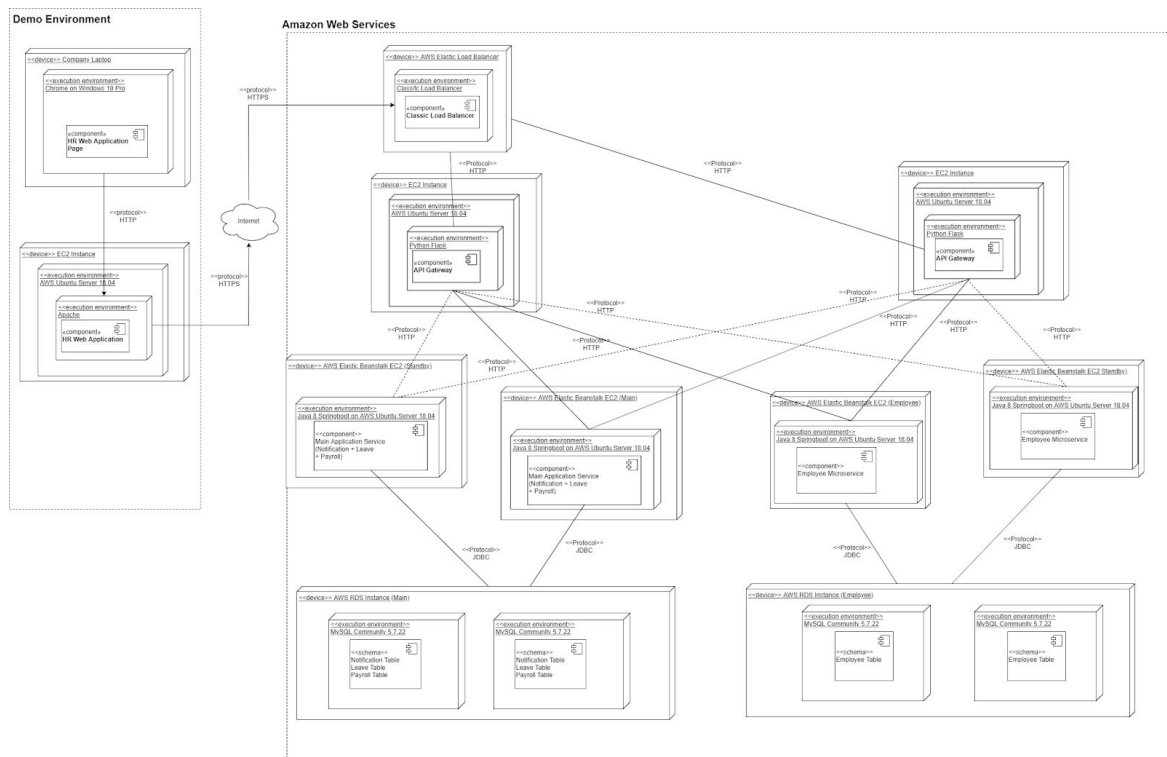 Demo Environment
<<device>> Company Laptop
<<execution environment>>
Chrome on Windows 10 Pro
«component»
HR Web Application
Page
<<protocol>>
HTTP
<<device>> EC2 Instance
<<execution environment>>
AWS Ubuntu Server 18.04
<<execution environment>>
Apache
«component»
HR Web Application
<<protocol>>
HTTPS
Internet
<<protocol>>
HTTPS
Amazon Web Services
<<device>> AWS Elastic Load Balancer
<<execution environment>>
Classifc Load Balancer
«component»
Classic Load Balancer
<<Protocol>>
HTTP
<<Protocol>>
HTTP
<<device>> EC2 Instance
<<execution environment>>
AWS Ubuntu Server 18.04
<<execution environment>>
Python Flask
«component»
API Gateway
<<device>> EC2 Instance
<<execution environment>>
AWS Ubuntu Server 18.04
<<execution environment>>
Python Flask
«component»
API Gateway
<<Protocol>>
HTTP
<<Protocol>>
HTTP
<<Protocol>>
HTTP
<<Protocol>>
HTTP
<<Protocol>>
HTTP
<<Protocol>>
HTTP
<<Protocol>>
HTTP
<<Protocol>>
HTTP
<<device>> AWS Elastic Beanstalk EC2 (Standby)
<<execution environment>>
Java 8 Springboot on AWS Ubuntu Server 18.04
<<component>>
Main Application Service
(Notification + Leave
+ Payroll)
<<device>> AWS Elastic Beanstalk EC2 (Main)
<<execution environment>>
Java 8 Springboot on AWS Ubuntu Server 18.04
<<component>>
Main Application Service
(Notification + Leave
+ Payroll)
<<device>> AWS Elastic Beanstalk EC2 (Employee)
<<execution environment>>
Java 8 Springboot on AWS Ubuntu Server 18.04
<<component>>
Employee Microservice
<<device>> AWS Elastic Beanstalk EC2 Standby)
<<execution environment>>
Java 8 Springboot on AWS Ubuntu Server 18.04
<<component>>
Employee Microservice
<<Protocol>>
JDBC
<<Protocol>>
JDBC
<<Protocol>>
JDBC
<<Protocol>>
JDBC
<<device>> AWS RDS Instance (Main)
<<execution environment>>
MySQL Community 5.7.22
<<schema>>
Notification Table
Leave Table
Payroll Table
<<execution environment>>
MySQL Community 5.7.22
<<schema>>
Notification Table
Leave Table
Payroll Table
<<device>> AWS RDS Instance (Employee)
<<execution environment>>
MySQL Community 5.7.22
<<schema>>
Employee Table
<<execution environment>>
MySQL Community 5.7.22
<<schema>>
Employee Table